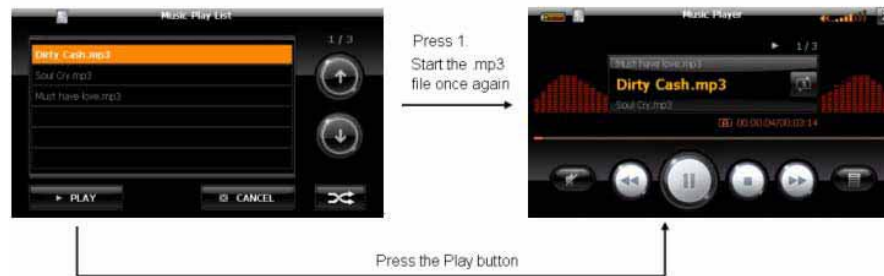 Music Play List
1 / 3
Dirty Cash.mp3
Soul Cry.mp3
Must have love.mp3
PLAY
CANCEL
Press 1.
Start the .mp3
file once again
Music Player
1/3
Must have love.mp3
Dirty Cash.mp3
Soul Cry.mp3
00:00:04/00:03:14
Press the Play button